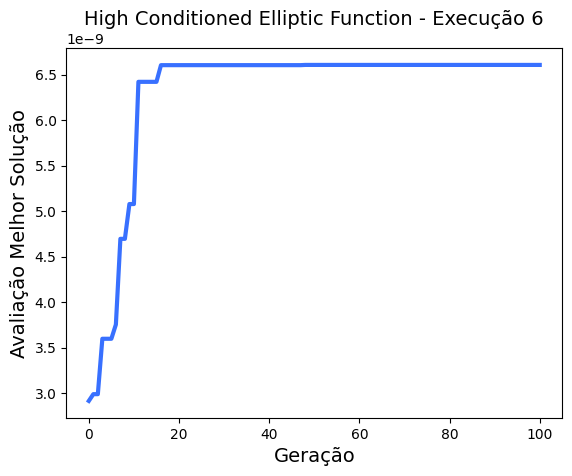 High Conditioned Elliptic Function - Execução 6
1e−9
6.5
6.0
5.5
5.0
4.5
4.0
3.5
3.0
Avaliação Melhor Solução
0 20 40 60 80 100
Geração